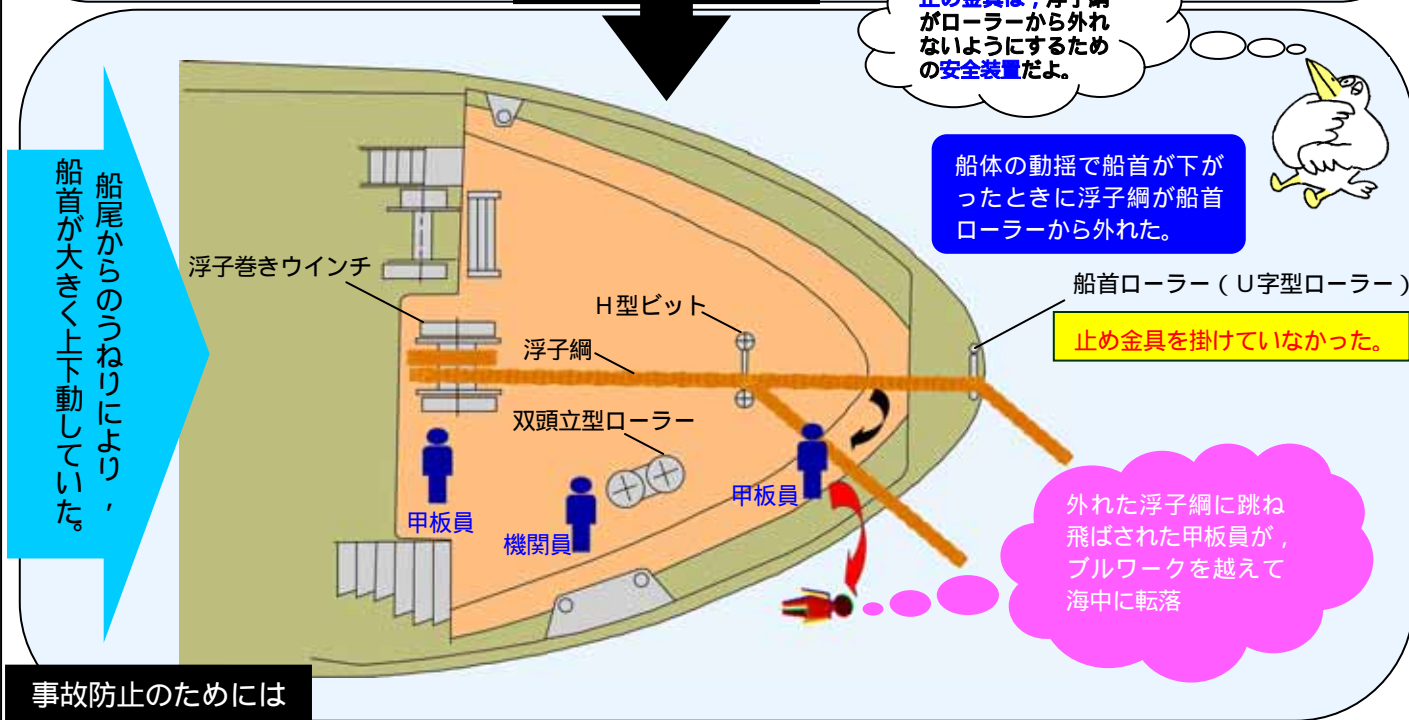 止め金具は，浮子綱
がローラーから外れ
ないようにするため
の安全装置だよ。
船尾からのうねりにより，
船首が大きく上下動していた。
船体の動揺で船首が下が
ったときに浮子綱が船首
ローラーから外れた。
浮子巻きウインチ
H型ビット
浮子綱
船首ローラー（U字型ローラー）
止め金具を掛けていなかった。
双頭立型ローラー
甲板員
機関員
甲板員
外れた浮子綱に跳ね
飛ばされた甲板員が，
ブルワークを越えて
海中に転落
事故防止のためには